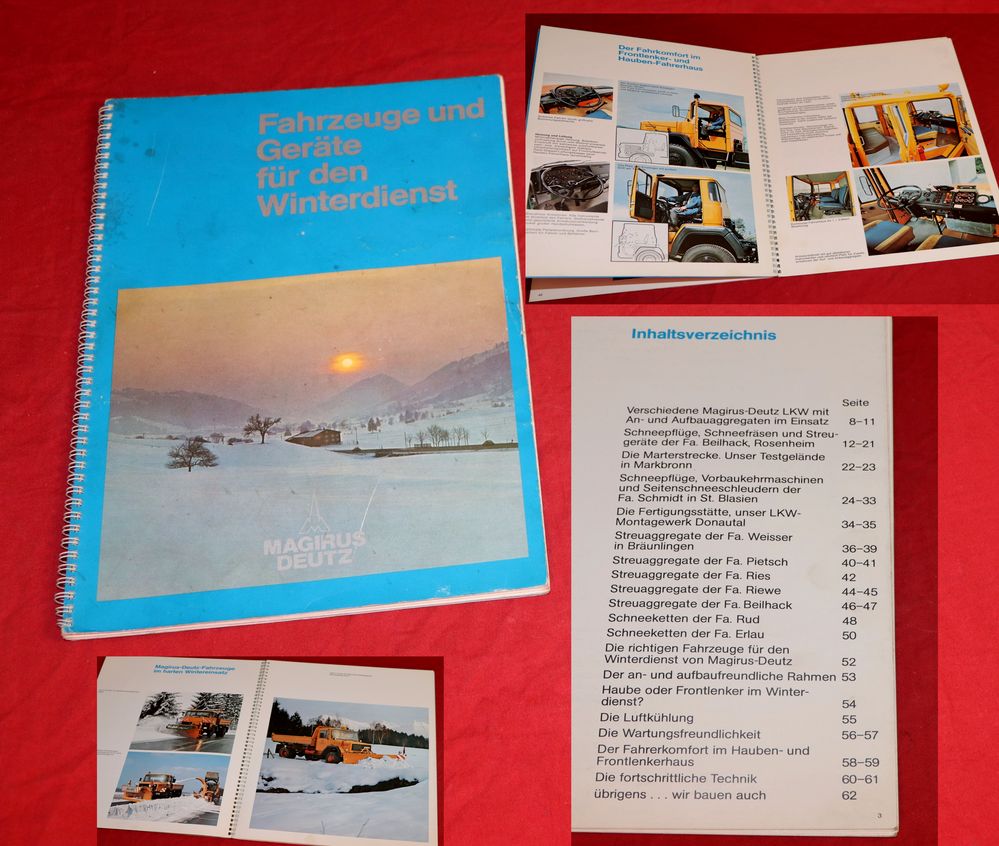 Fahrzeuge und
Geräte
für den
Winterdienst
MAGIRUS
DEUTZ
Der Fahrkomfort im
Frontlenker- und
Hauben-Fahrerhaus
Heizung und Lüftung
Inhaltsverzeichnis
Seite
Verschiedene Magirus-Deutz LKW mit
An- und Aufbauaggregaten im Einsatz 8–11
Schneepflüge, Schneefräsen und Streu-
geräte der Fa. Beilhack, Rosenheim 12–21
Die Marterstrecke. Unser Testgelände
in Markbronn 22–23
Schneepflüge, Vorbaukehrmaschinen
und Seitenschneeschleudern der
Fa. Schmidt in St. Blasien 24–33
Die Fertigungsstätte, unser LKW-
Montagewerk Donautal 34–35
Streuaggregate der Fa. Weisser
in Bräunlingen 36–39
Streuaggregate der Fa. Pietsch 40–41
Streuaggregate der Fa. Ries 42
Streuaggregate der Fa. Riewe 44–45
Streuaggregate der Fa. Beilhack 46–47
Schneeketten der Fa. Rud 48
Schneeketten der Fa. Erlau 50
Die richtigen Fahrzeuge für den
Winterdienst von Magirus-Deutz 52
Der an- und aufbaufreundliche Rahmen 53
Haube oder Frontlenker im Winter-
dienst? 54
Die Luftkühlung 55
Die Wartungsfreundlichkeit 56–57
Der Fahrerkomfort im Hauben- und
Frontlenkerhaus 58–59
Die fortschrittliche Technik 60–61
übrigens . . . wir bauen auch 62
3
Magirus-Deutz-Fahrzeuge
im harten Wintereinsatz